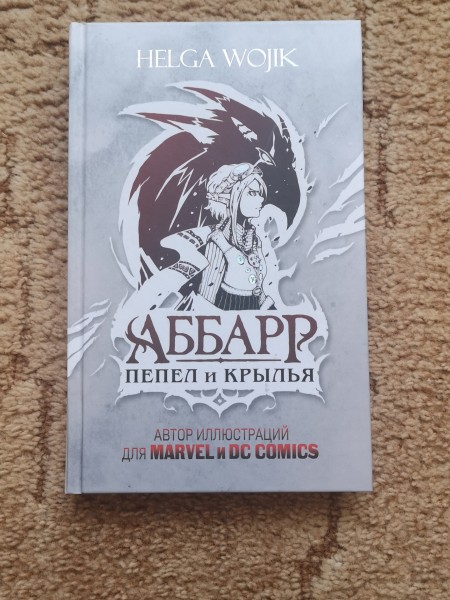 HELGA WOJIK
АББАРР
ПЕПЕЛ и КРЫЛЬЯ
АВТОР ИЛЛЮСТРАЦИЙ
ДЛЯ MARVEL И DC COMICS